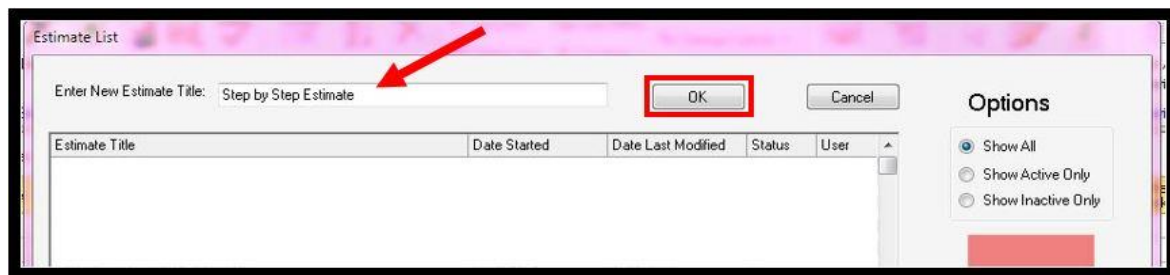 Estimate List
Enter New Estimate Title: Step by Step Estimate OK Cancel
Options
Estimate Title Date Started Date Last Modified Status User
Show All
Show Active Only
Show Inactive Only